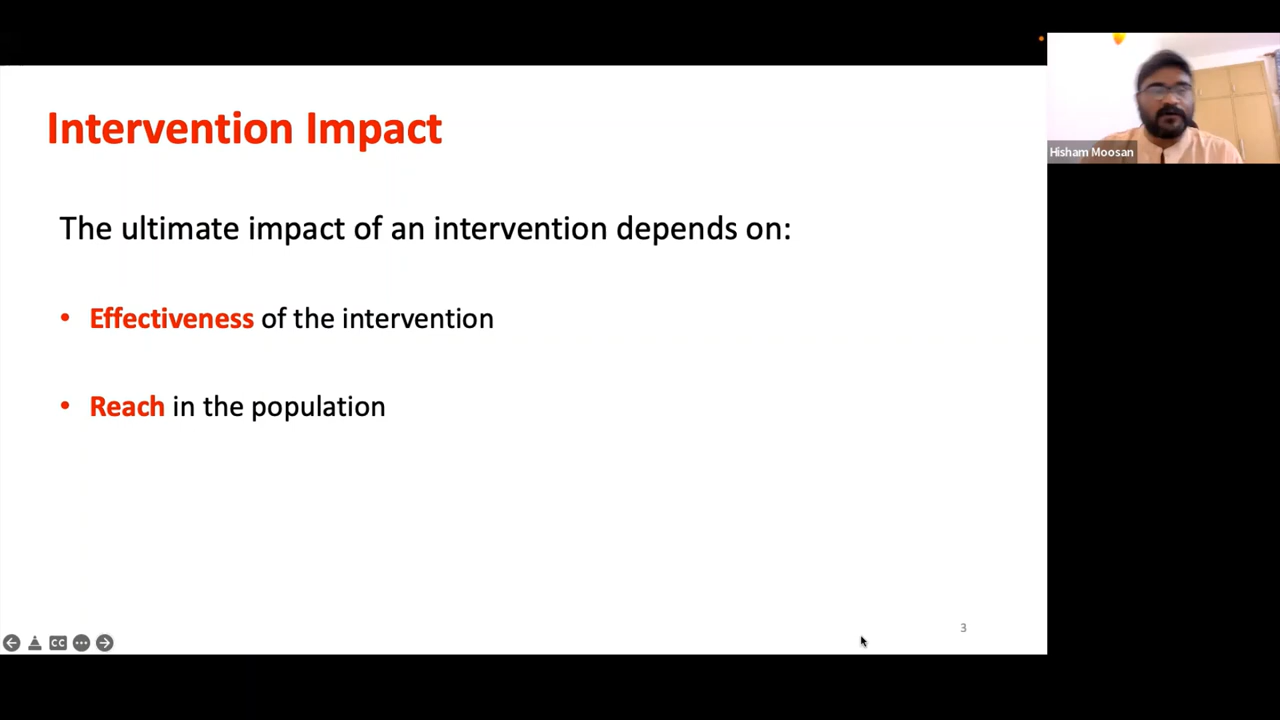 Intervention Impact
The ultimate impact of an intervention depends on:
• Effectiveness of the intervention
• Reach in the population
3
CC
Hisham Moosan